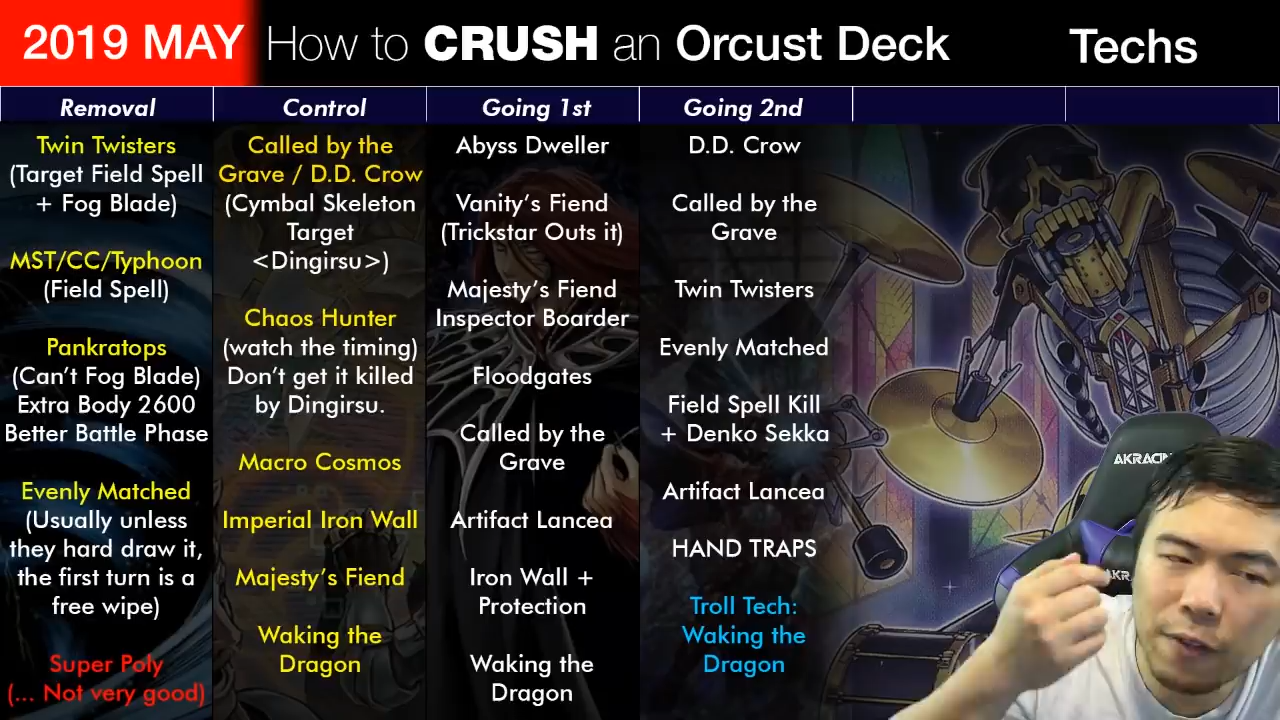 2019 MAY How to CRUSH an Orcust Deck Techs
Removal
Twin Twisters
(Target Field Spell
+ Fog Blade)
MST/CC/Typhoon
(Field Spell)
Pankratops
(Can't Fog Blade)
Extra Body 2600
Better Battle Phase
Evenly Matched
(Usually unless
they hard draw it,
the first turn is a
free wipe)
Super Poly
(... Not very good)
Control
Called by the
Grave / D.D. Crow
(Cymbal Skeleton
Target
<Dingirsu>)
Chaos Hunter
(watch the timing)
Don't get it killed
by Dingirsu.
Macro Cosmos
Imperial Iron Wall
Majesty's Fiend
Waking the
Dragon
Going 1st
Abyss Dweller
Vanity's Fiend
(Trickstar Outs it)
Majesty's Fiend
Inspector Boarder
Floodgates
Called by the
Grave
Artifact Lancea
Iron Wall +
Protection
Waking the
Dragon
Going 2nd
D.D. Crow
Called by the
Grave
Twin Twisters
Evenly Matched
Field Spell Kill
+ Denko Sekka
Artifact Lancea
HAND TRAPS
Troll Tech:
Waking the
Dragon
AKRACIN
AKR